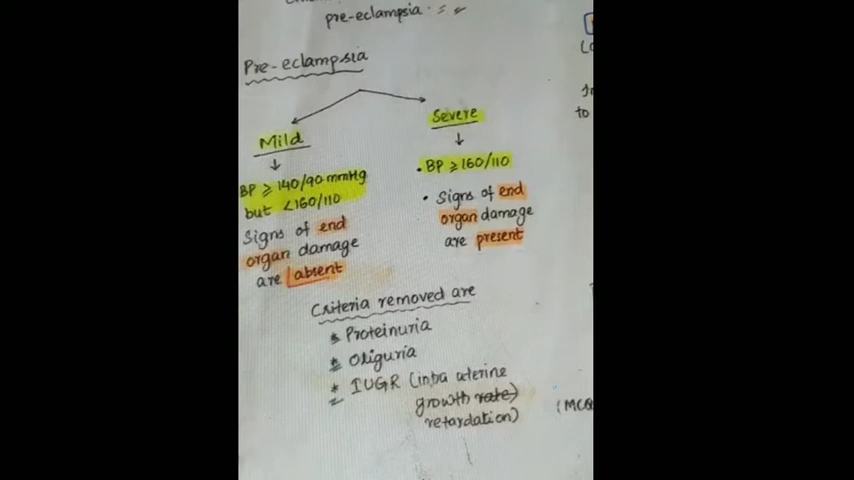 pre-eclampsia.
Pre-eclampsia
Mild
BP ≥ 140/90 mmHg
but <160/110
Signs of end
organ damage
are absent
Severe
• BP ≥ 160/110
• Signs of end
organ damage
are present
Criteria removed are
* Proteinuria
* Oliguria
* IUGR (intra uterine
growth rate)
retardation)
to
(MCQ